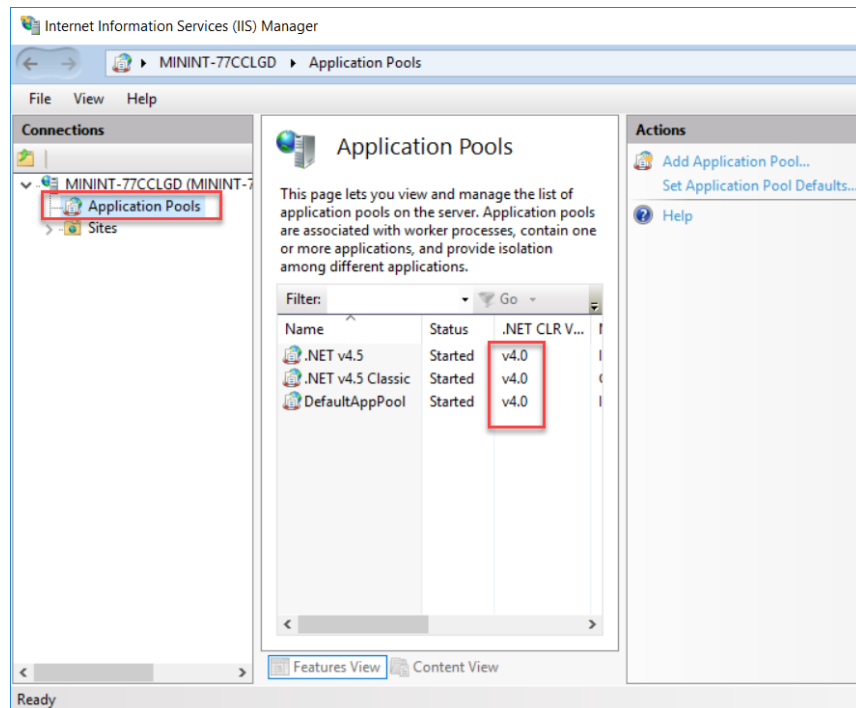 Internet Information Services (IIS) Manager
MININT-77CCLGD Application Pools
File View Help
Connections
MININT-77CCLGD (MININT-7
Application Pools
Sites
Application Pools
This page lets you view and manage the list of
application pools on the server. Application pools
are associated with worker processes, contain one
or more applications, and provide isolation
among different applications.
Filter: Go
Name Status .NET CLR V...
.NET v4.5 Started v4.0 I
.NET v4.5 Classic Started v4.0
DefaultAppPool Started v4.0 I
Features View Content View
Actions
Add Application Pool...
Set Application Pool Defaults...
Help
Ready